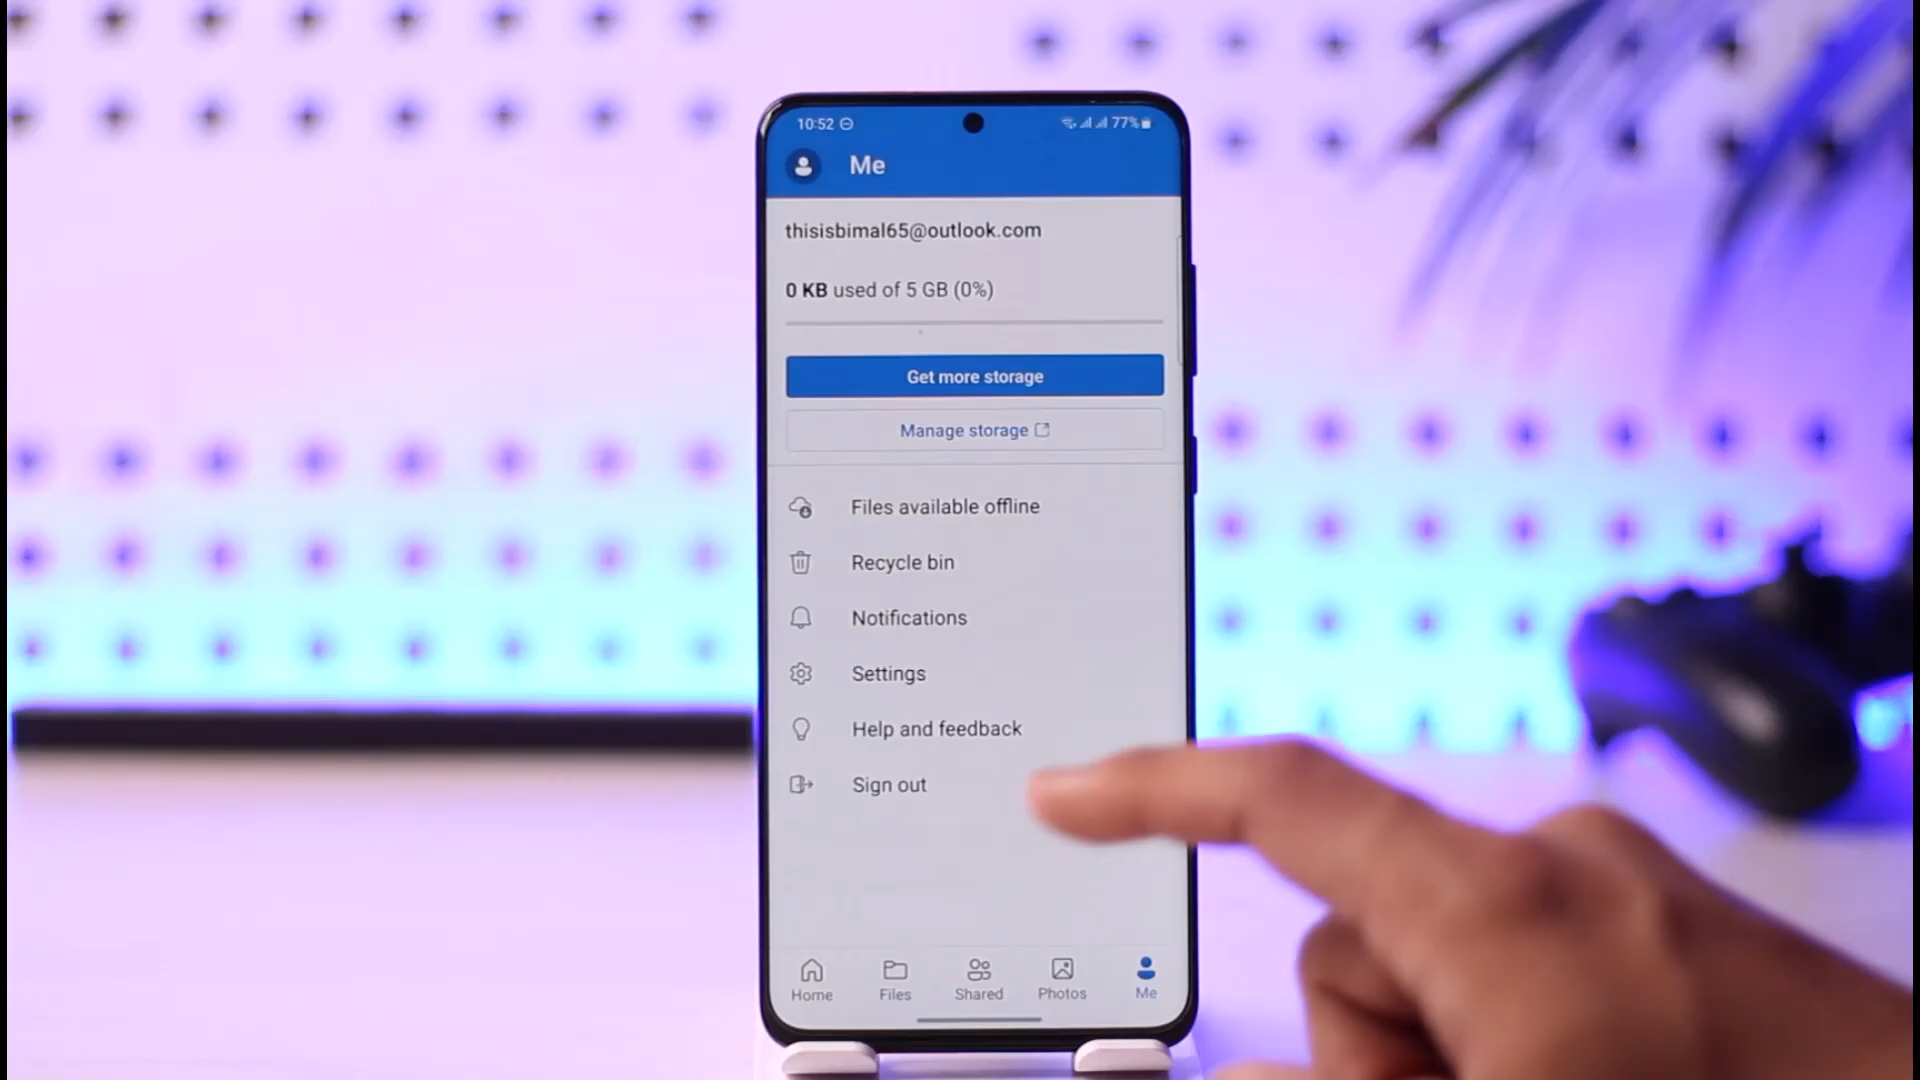 10:52
77%
Me
thisisbimal65@outlook.com
0 KB used of 5 GB (0%)
Get more storage
Manage storage
Files available offline
Recycle bin
Notifications
Settings
Help and feedback
Sign out
Home
Files
Shared
Photos
Me